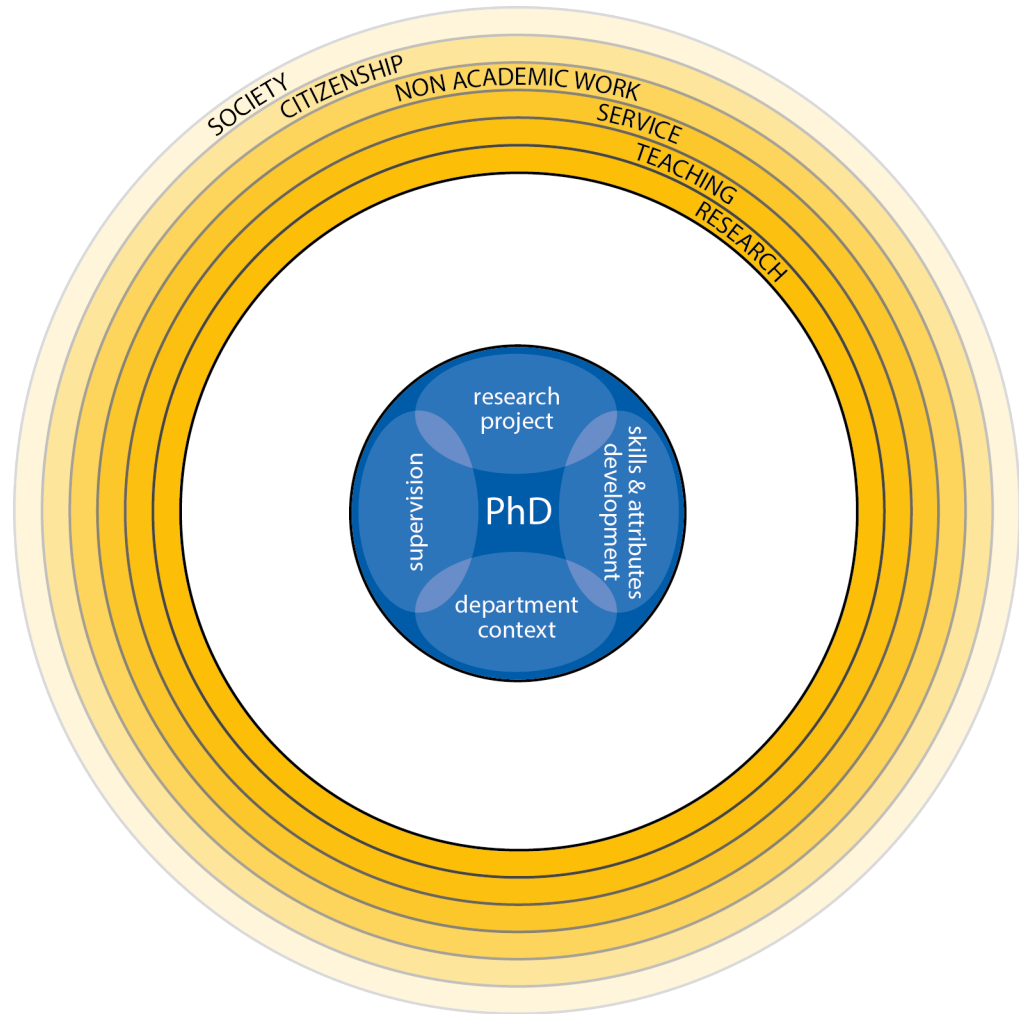 SOCIETY
CITIZENSHIP
NON ACADEMIC WORK
SERVICE
TEACHING
RESEARCH
research
project
supervision
PhD
skills & attributes
development
department
context